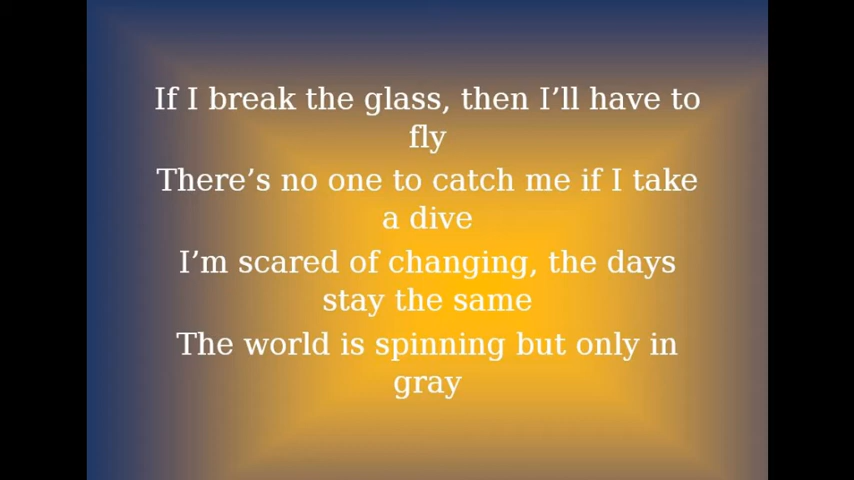 If I break the glass, then I’ll have to
fly
There’s no one to catch me if I take
a dive
I’m scared of changing, the days
stay the same
The world is spinning but only in
gray